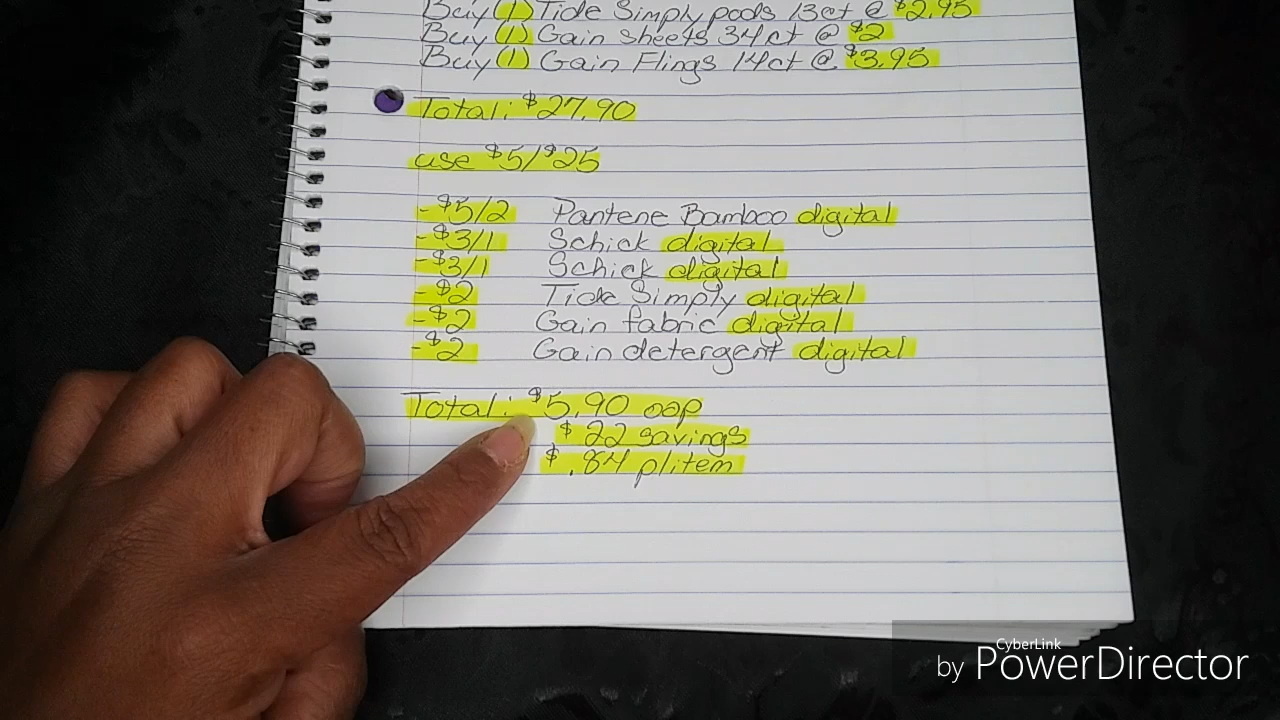 Buy (1) Tide Simply pods 13ct @ $2.95
Buy (1) Gain Sheets 34ct @ $2
Buy (1) Gain Flings 14ct @ $3.95
Total: $27.90
use $5/$25
-$5/2 Pantene Bamboo digital
-$3/1 Schick digital
-$3/1 Schick digital
-$2 Tide Simply digital
-$2 Gain fabric digital
-$2 Gain detergent digital
Total: $5.90 oop
$22 savings
$.84 p/item
CyberLink
by PowerDirector